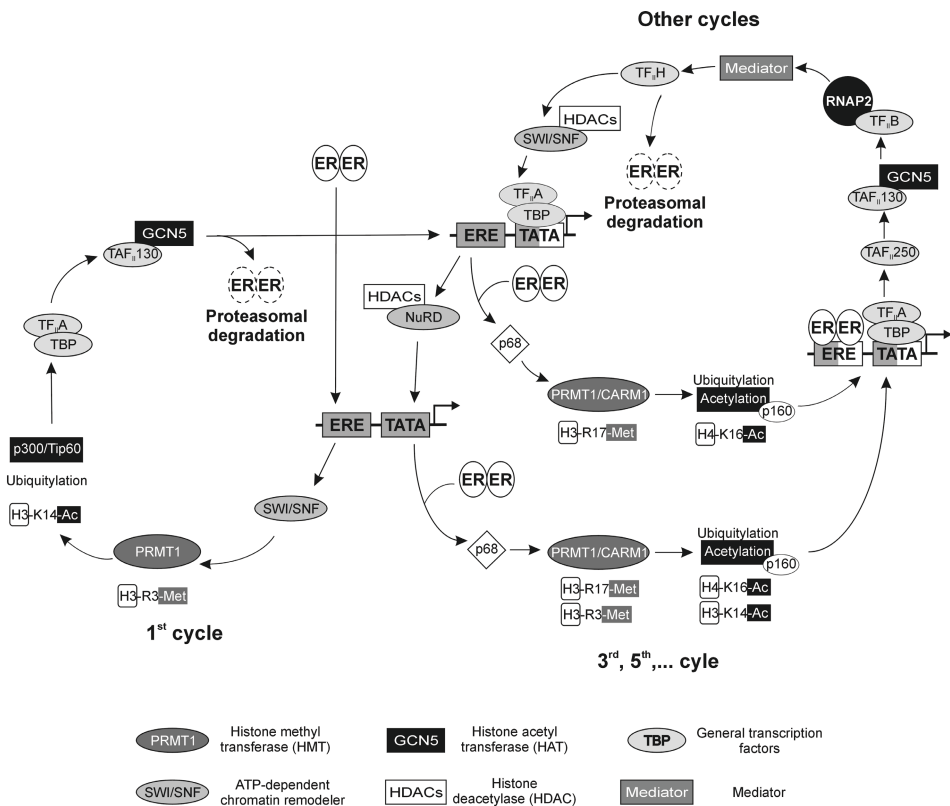 Other cycles
TFIIH
Mediator
RNAP2
TFIIB
HDACs
SWI/SNF
ER ER
ER ER
Proteasomal
degradation
GCN5
TAFII130
TAFII250
TFIIA
TBP
ERE
TATA
GCN5
TAFII130
ER ER
Proteasomal
degradation
TFIIA
TBP
HDACs
NuRD
ER ER
p68
ER ER
TFIIA
TBP
ERE
TATA
PRMT1/CARM1
H3-R17-Met
Ubiquitylation
Acetylation
p160
H4-K16-Ac
ERE
TATA
p300/Tip60
Ubiquitylation
H3-K14-Ac
SWI/SNF
PRMT1
H3-R3-Met
1st cycle
ER ER
p68
PRMT1/CARM1
H3-R17-Met
H3-R3-Met
Ubiquitylation
Acetylation
p160
H4-K16-Ac
H3-K14-Ac
3rd, 5th,... cyle
PRMT1
Histone methyl
transferase (HMT)
GCN5
Histone acetyl
transferase (HAT)
TBP
General transcription
factors
SWI/SNF
ATP-dependent
chromatin remodeler
HDACs
Histone
deacetylase (HDAC)
Mediator
Mediator